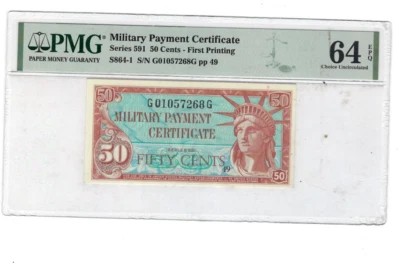 PMG
PAPER MONEY GUARANTY
Military Payment Certificate
Series 591 50 Cents - First Printing
S864-1 S/N G01057268G pp 49
64 EPQ
Choice Uncirculated
50
G01057268G
MILITARY PAYMENT
CERTIFICATE
50
FIFTY CENTS
49
50